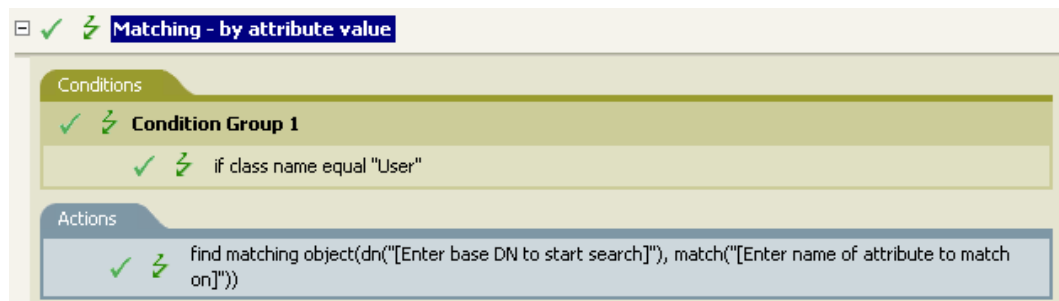 Matching - by attribute value
Conditions
Condition Group 1
if class name equal "User"
Actions
find matching object(dn("[Enter base DN to start search]"), match("[Enter name of attribute to match
on]"))